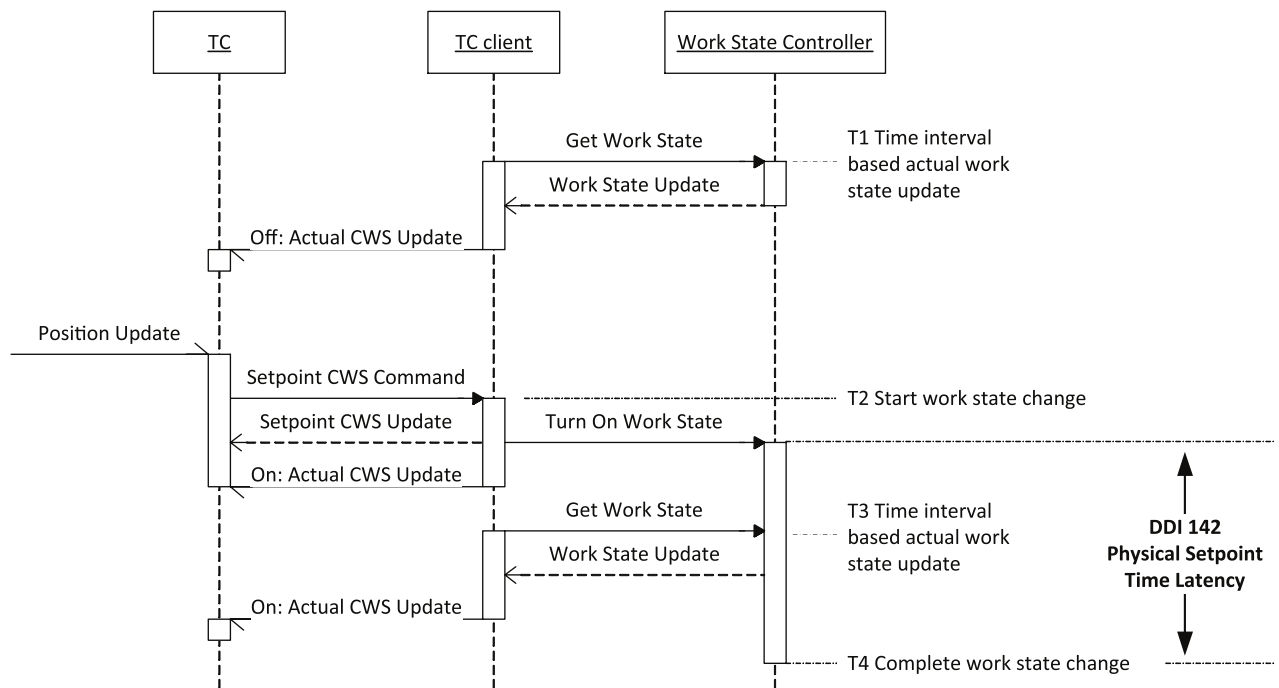 TC
TC client
Work State Controller
Get Work State
T1 Time interval
based actual work
state update
Work State Update
Off: Actual CWS Update
Position Update
Setpoint CWS Command
T2 Start work state change
Setpoint CWS Update
Turn On Work State
On: Actual CWS Update
Get Work State
T3 Time interval
based actual work
state update
DDI 142
Physical Setpoint
Time Latency
Work State Update
On: Actual CWS Update
T4 Complete work state change